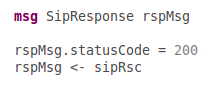 msg SipResponse rspMsg
rspMsg.statusCode = 200
rspMsg <- sipRsc